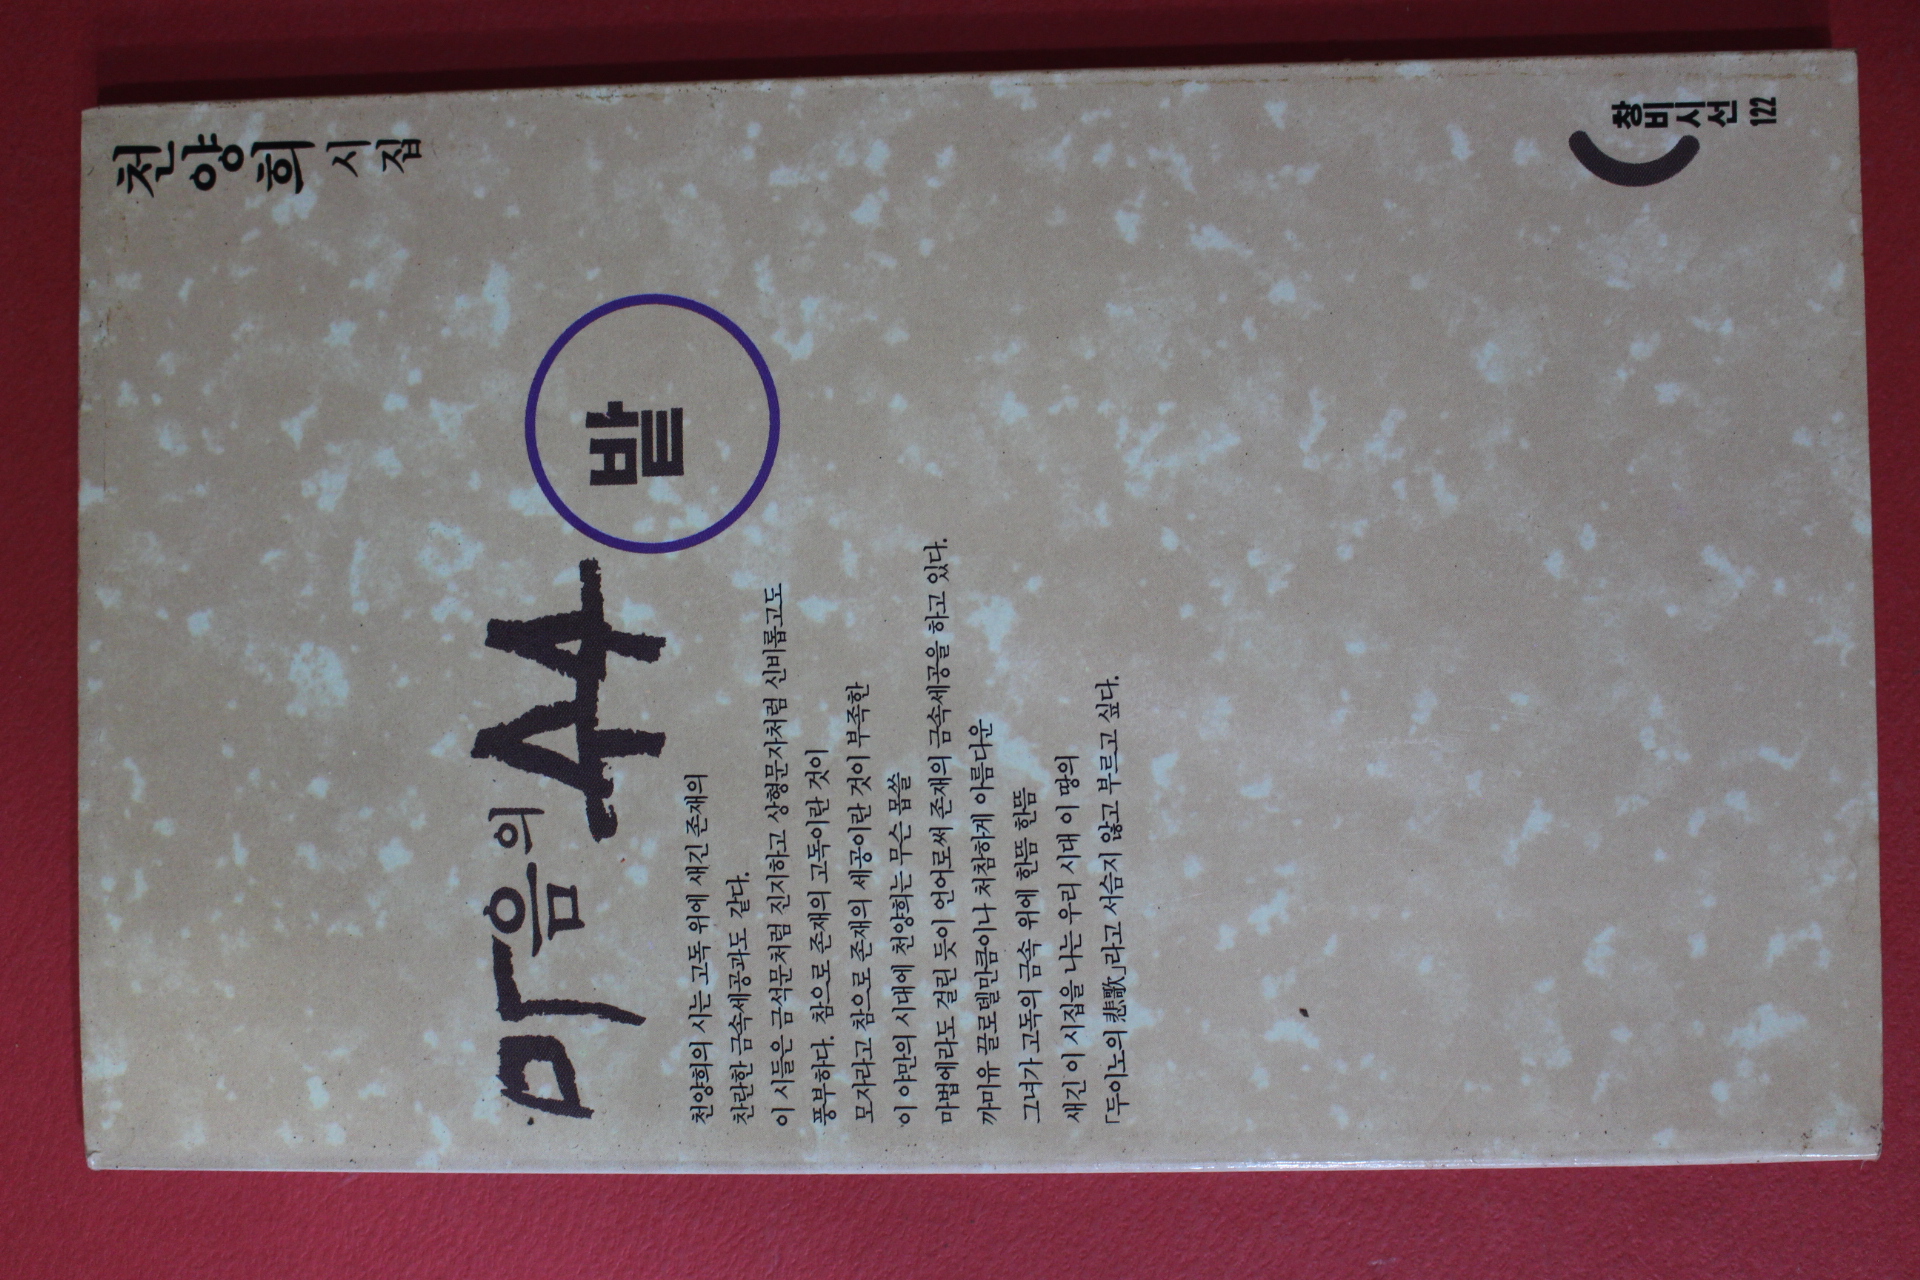 천양희 시집
마음의 수수밭
천양희의 시는 고독 위에 새긴 존재의
찬란한 금속세공과도 같다.
이 시들은 금석문처럼 진지하고 상형문자처럼 신비롭고도
풍부하다. 참으로 존재의 고독이란 것이
모자라고 참으로 존재의 세공이란 것이 부족한
이 야만의 시대에 천양희는 무슨 몹쓸
마법에라도 걸린 듯이 언어로써 존재의 금속세공을 하고 있다.
까미유 끌로델만큼이나 처참하게 아름다운
그녀가 고독의 금속 위에 한뜸 한뜸
새긴 이 시집을 나는 우리 시대 이 땅의
「두이노의 悲歌」라고 서슴지 않고 부르고 싶다.
창비시선
122